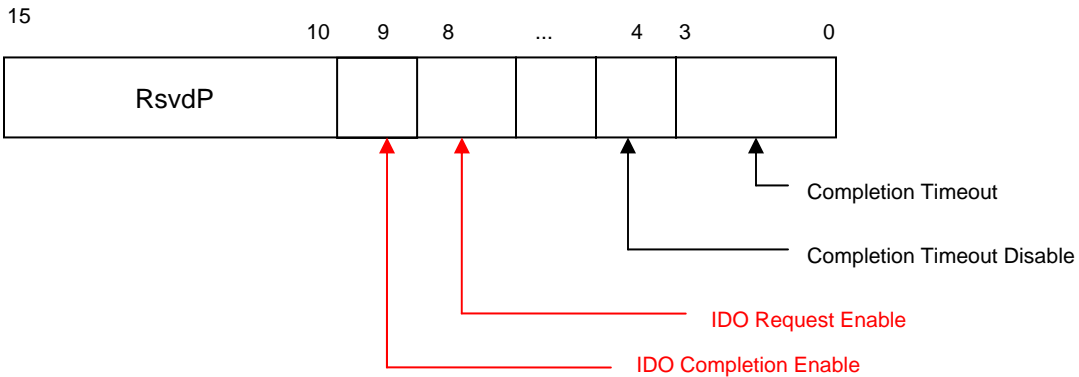 15
10 9 8 ... 4 3 0
RsvdP
Completion Timeout
Completion Timeout Disable
IDO Request Enable
IDO Completion Enable